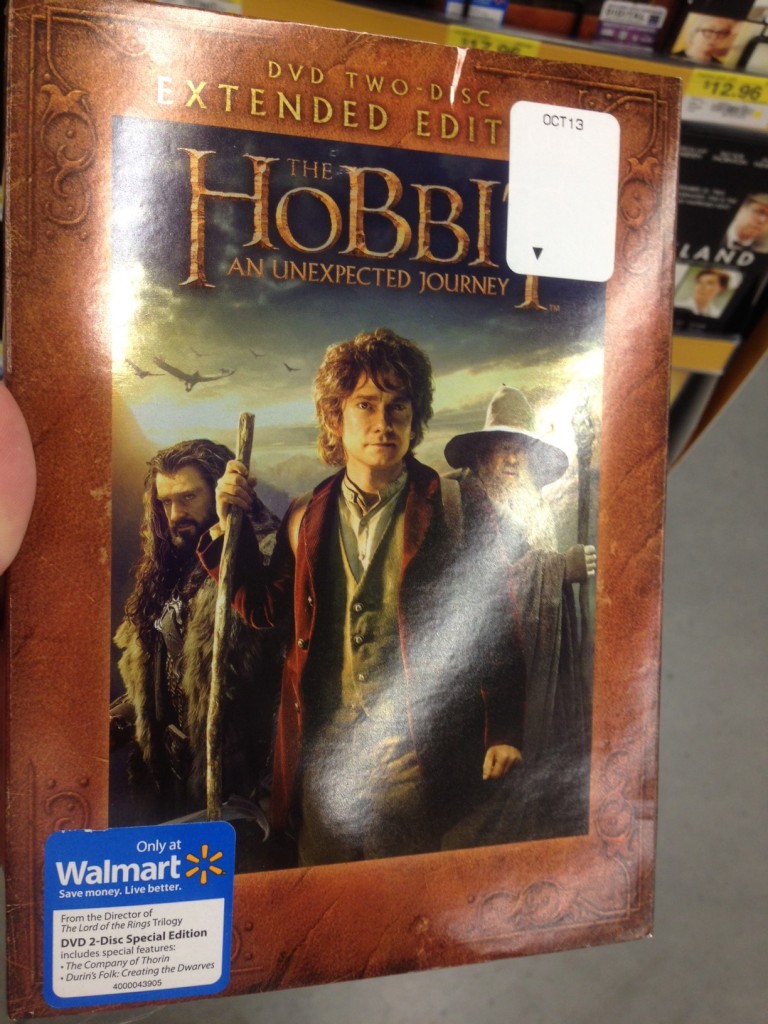 DVD TWO-DISC
EXTENDED EDIT
OCT13
THE
HOBBIT
AN UNEXPECTED JOURNEY
TM
Only at
Walmart
Save money. Live better.
From the Director of
The Lord of the Rings Trilogy
DVD 2-Disc Special Edition
includes special features:
• The Company of Thorin
• Durin's Folk: Creating the Dwarves
4000043905
$12.96
LAND
DIGITAL